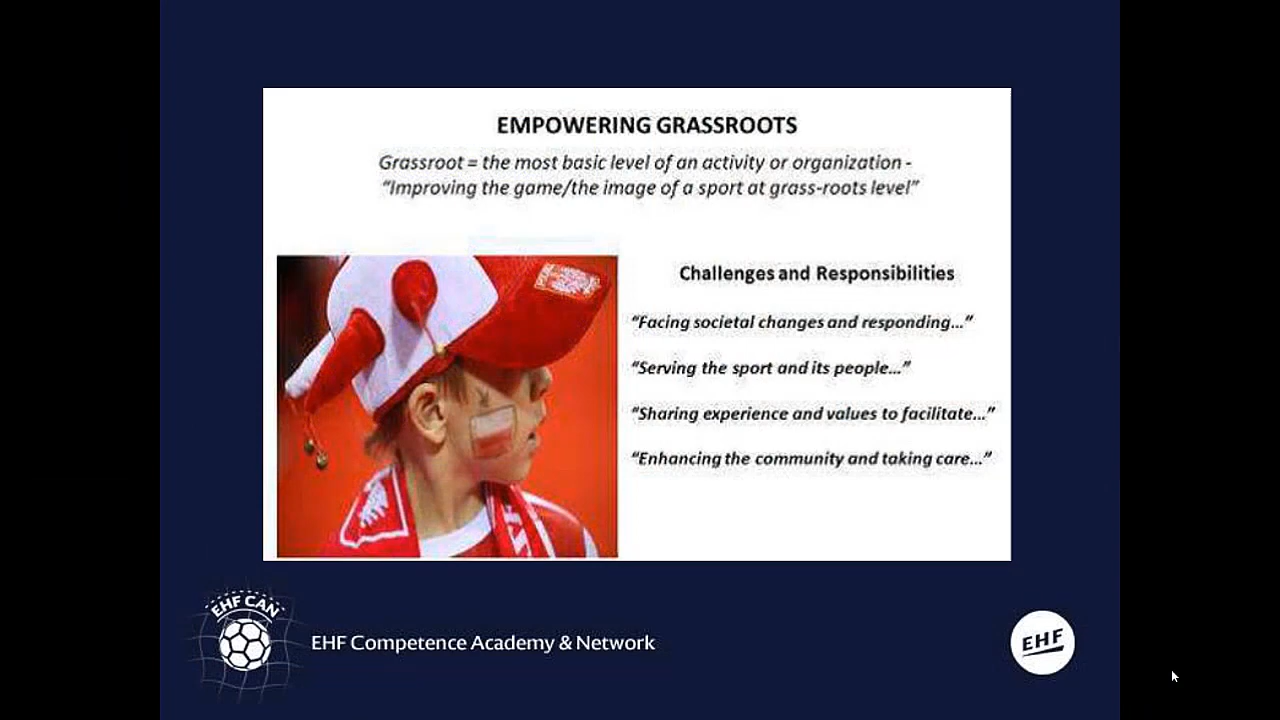 EMPOWERING GRASSROOTS
Grassroot = the most basic level of an activity or organization -
“Improving the game/the image of a sport at grass-roots level”
Challenges and Responsibilities
“Facing societal changes and responding...”
“Serving the sport and its people...”
“Sharing experience and values to facilitate...”
“Enhancing the community and taking care...”
EHF CAN
EHF Competence Academy & Network
EHF